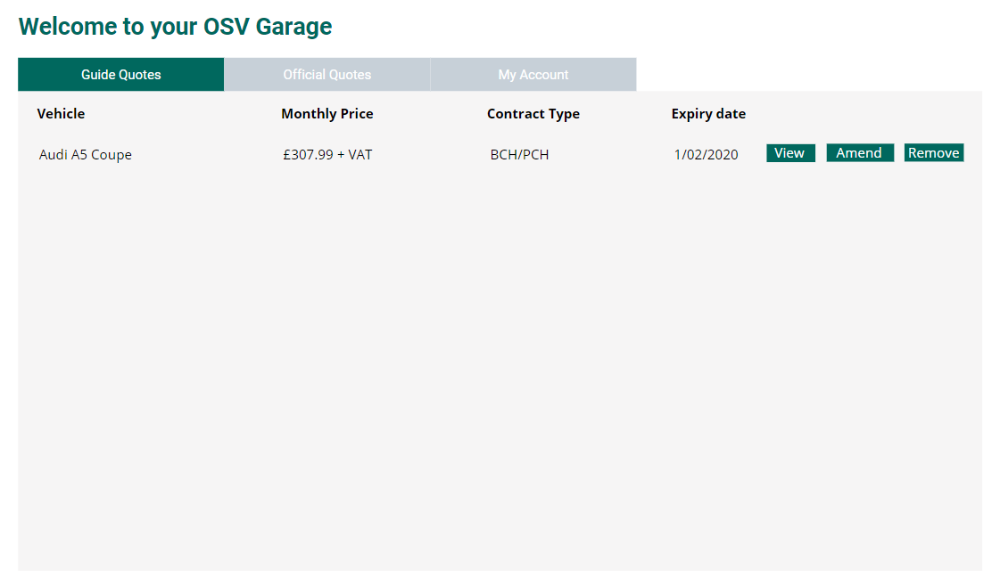 Welcome to your OSV Garage
Guide Quotes Official Quotes My Account
Vehicle Monthly Price Contract Type Expiry date
Audi A5 Coupe £307.99 + VAT BCH/PCH 1/02/2020 View Amend Remove